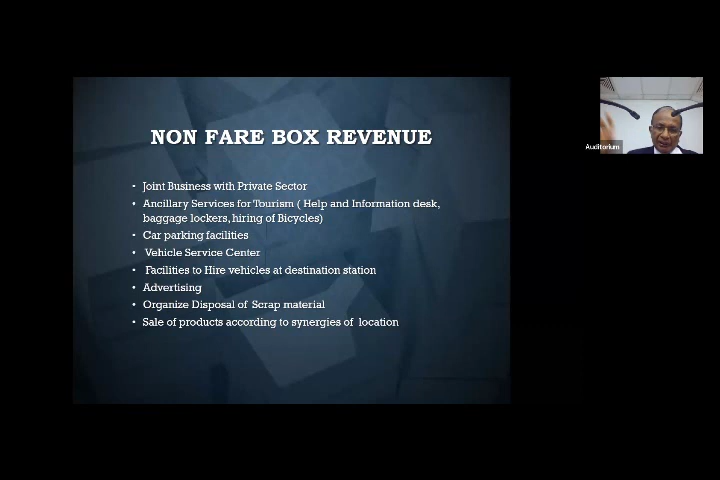 NON FARE BOX REVENUE
• Joint Business with Private Sector
• Ancillary Services for Tourism ( Help and Information desk,
baggage lockers,hiring of Bicycles)
• Car parking facilities
• Vehicle Service Center
• Facilities to Hire vehicles at destination station
• Advertising
• Organize Disposal of Scrap material
• Sale of products according to synergies of location
Auditorium